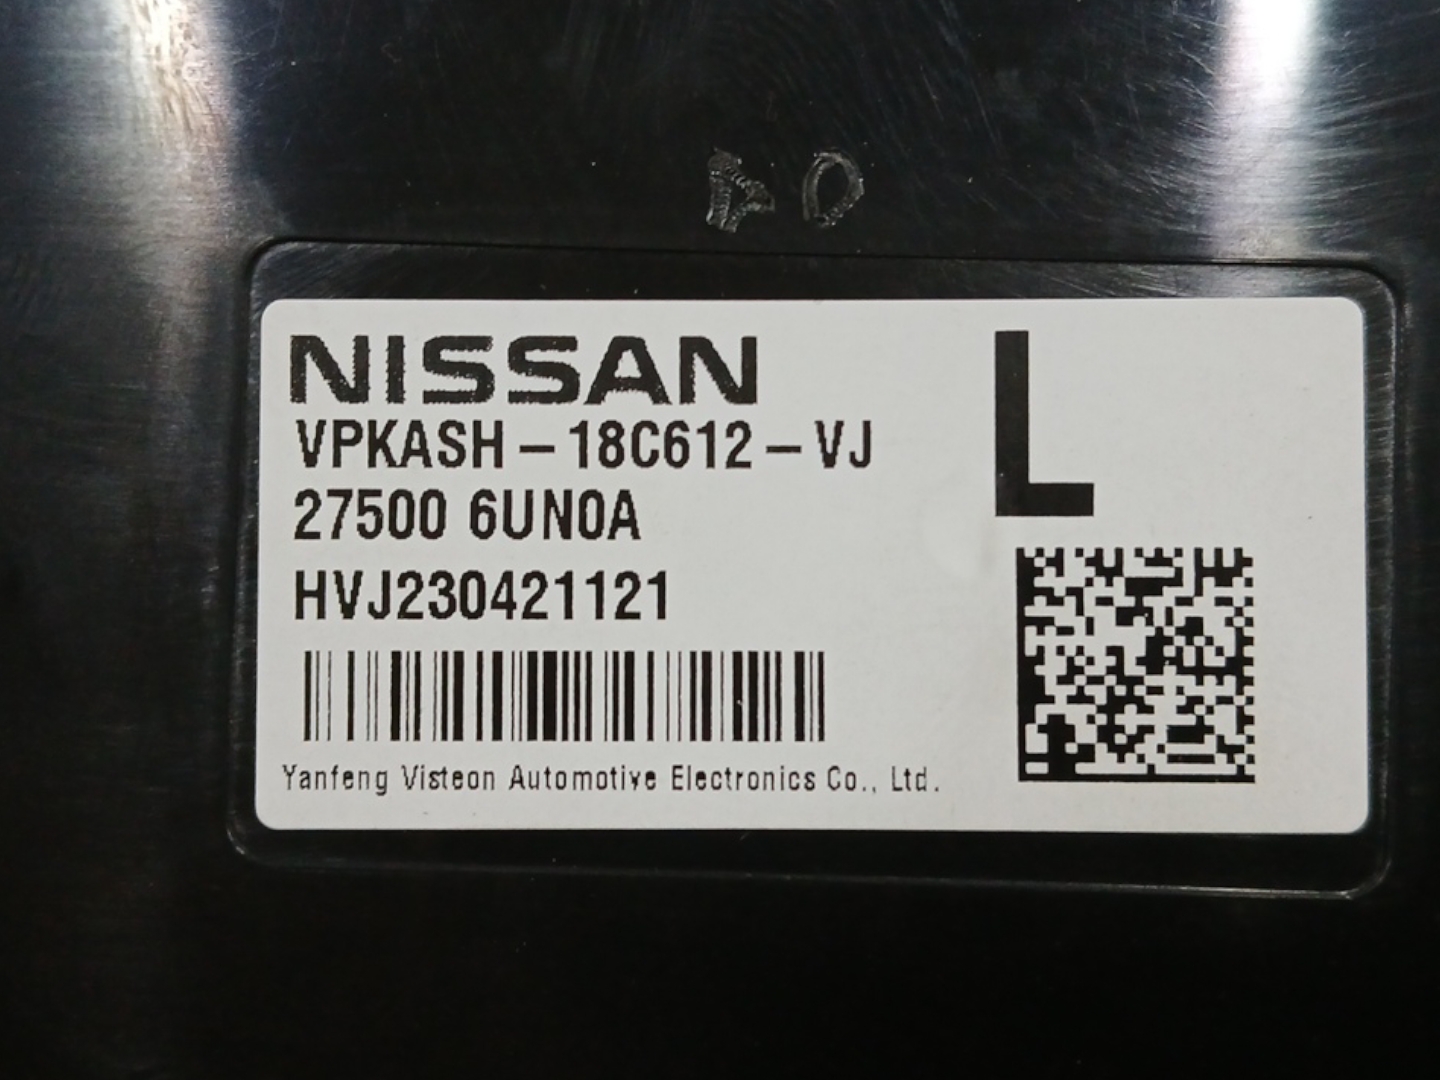 NISSAN
VPKASH-18C612-VJ
L
27500 6UN0A
HVJ230421121
Yanfeng Visteon Automotive Electronics Co., Ltd.